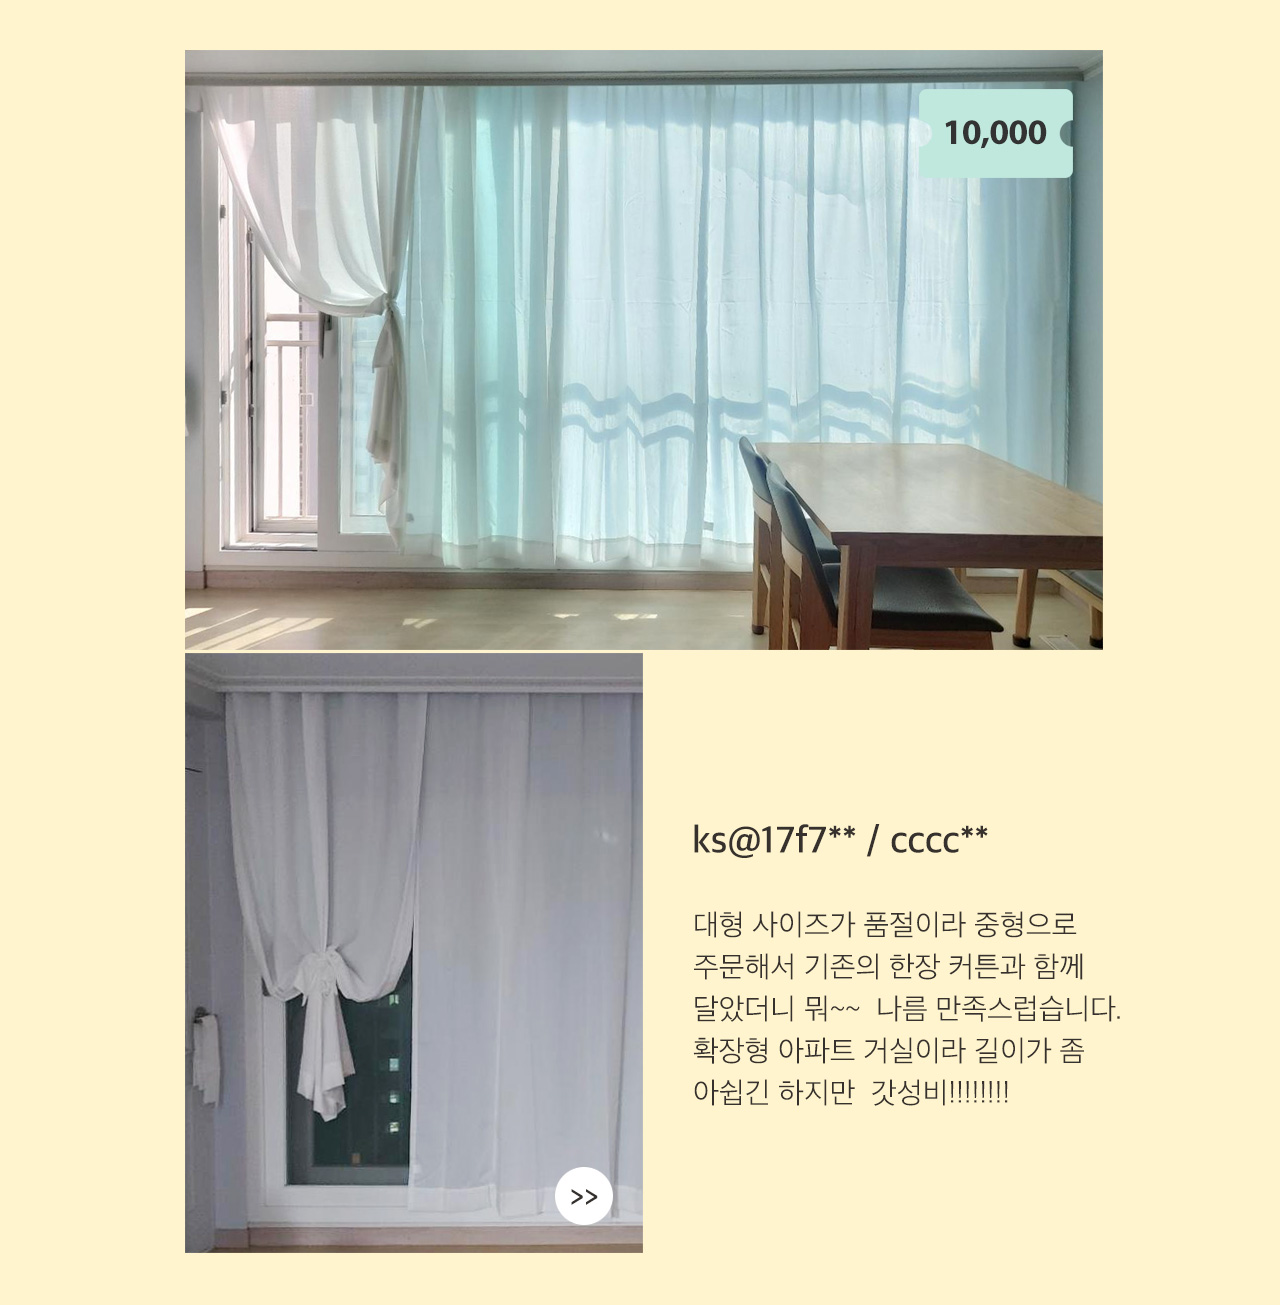 10,000
>>
ks@17f7** / cccc**
대형 사이즈가 품절이라 중형으로
주문해서 기존의 한장 커튼과 함께
달았더니 뭐~~  나름 만족스럽습니다.
확장형 아파트 거실이라 길이가 좀
아쉽긴 하지만  갓성비!!!!!!!!